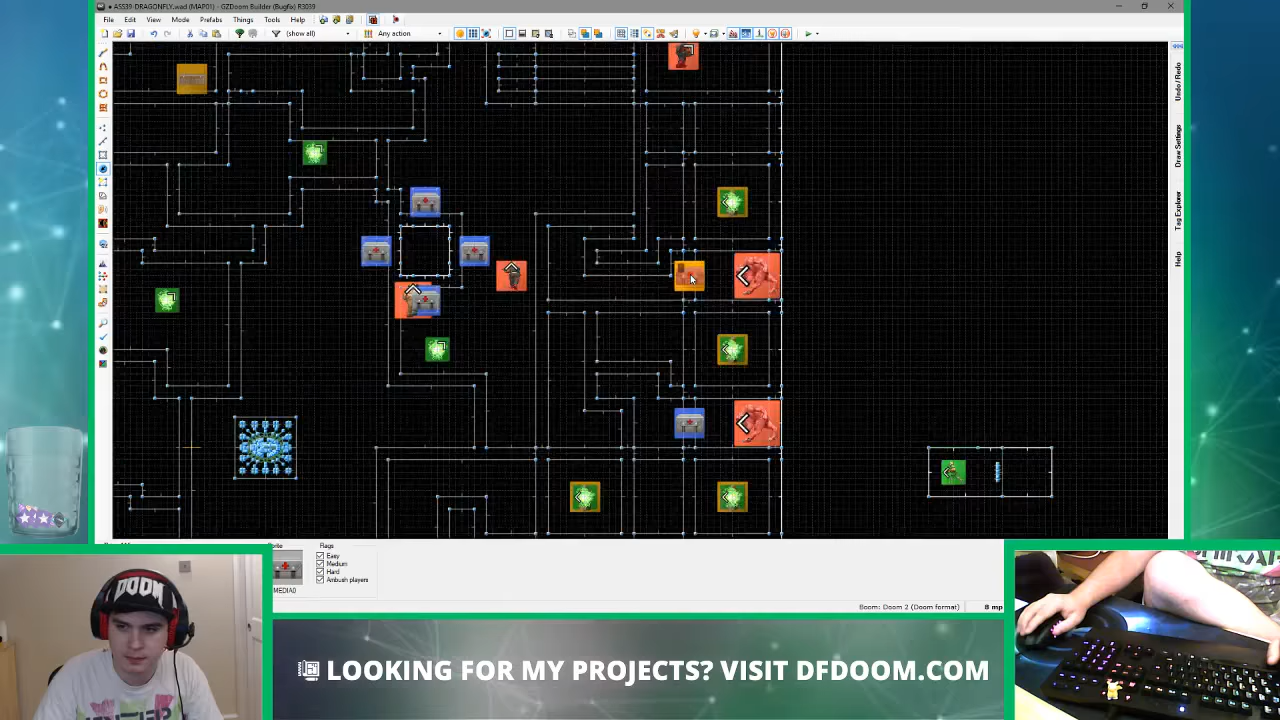 ASS39-DRAGONFLY.wad (MAP01) - GZDoom Builder (Bugfix) R3039
File Edit View Mode Prefabs Things Tools Help
(show all) Any action
Undo / Redo
Draw Settings
Tag Explorer
Help
Flags
Easy
Medium
Hard
Ambush players
MEDIA0
Boom: Doom 2 (Doom format) 8 mp
DOOM
LOOKING FOR MY PROJECTS? VISIT DFDOOM.COM